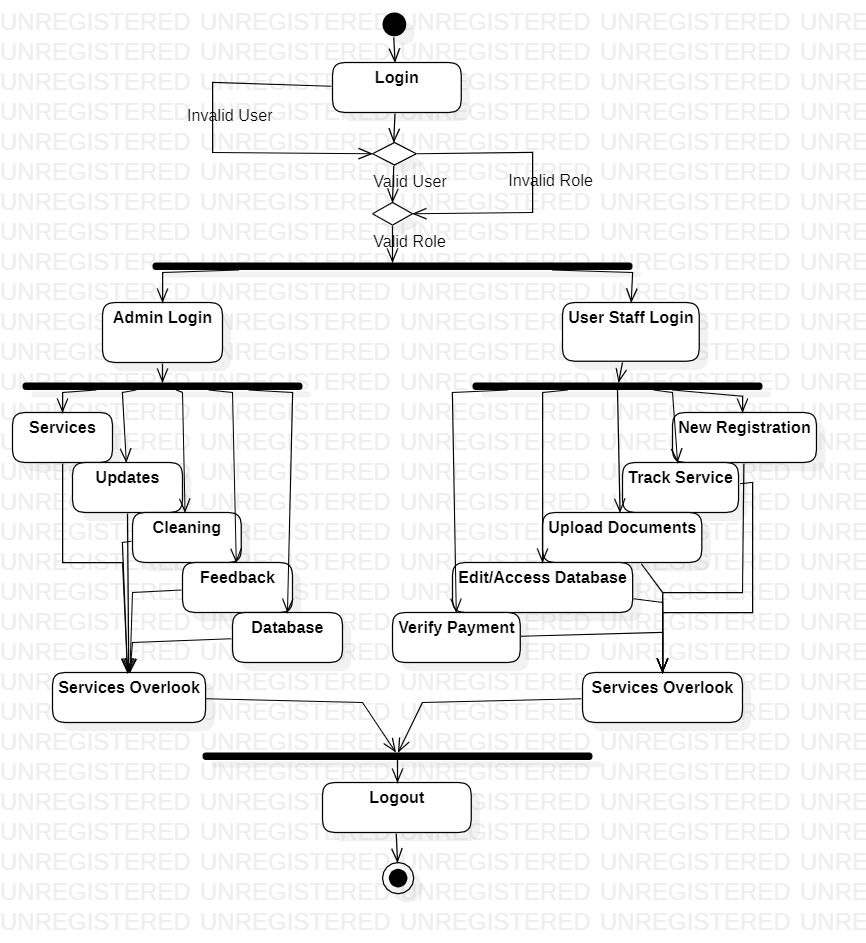 Login
Invalid User
Valid User
Invalid Role
Valid Role
Admin Login
User Staff Login
Services
New Registration
Updates
Track Service
Cleaning
Upload Documents
Feedback
Edit/Access Database
Database
Verify Payment
Services Overlook
Services Overlook
Logout
UNREGISTERED